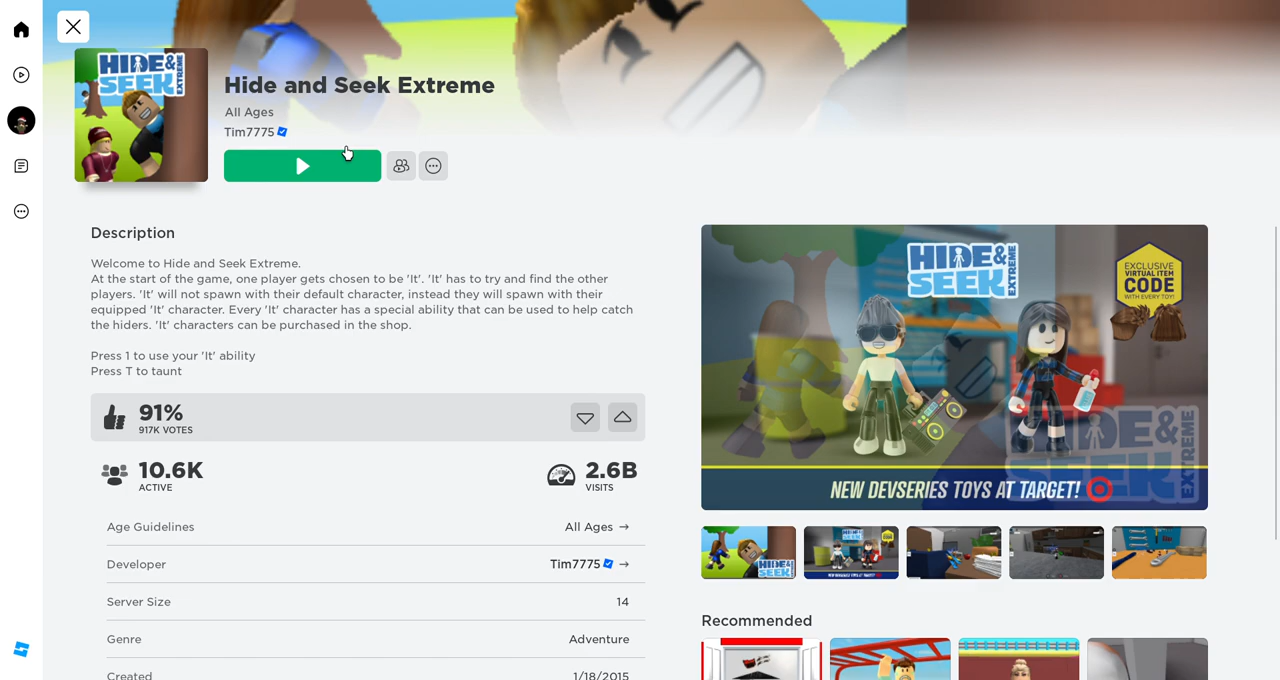 HIDE &
SEEK
EXTREME
Hide and Seek Extreme
All Ages
Tim7775
Description
Welcome to Hide and Seek Extreme.
At the start of the game, one player gets chosen to be 'It'. 'It' has to try and find the other
players. 'It' will not spawn with their default character, instead they will spawn with their
equipped 'It' character. Every 'It' character has a special ability that can be used to help catch
the hiders. 'It' characters can be purchased in the shop.
Press 1 to use your 'It' ability
Press T to taunt
91%
917K VOTES
10.6K
ACTIVE
2.6B
VISITS
Age Guidelines
All Ages →
Developer
Tim7775 →
Server Size
14
Genre
Adventure
Created
1/18/2015
HIDE &
SEEK
EXTREME
EXCLUSIVE
VIRTUAL ITEM
CODE
WITH EVERY TOY!
HIDE &
SEEK
EXTREME
NEW DEVSERIES TOYS AT TARGET!
HIDE &
SEEK
Recommended